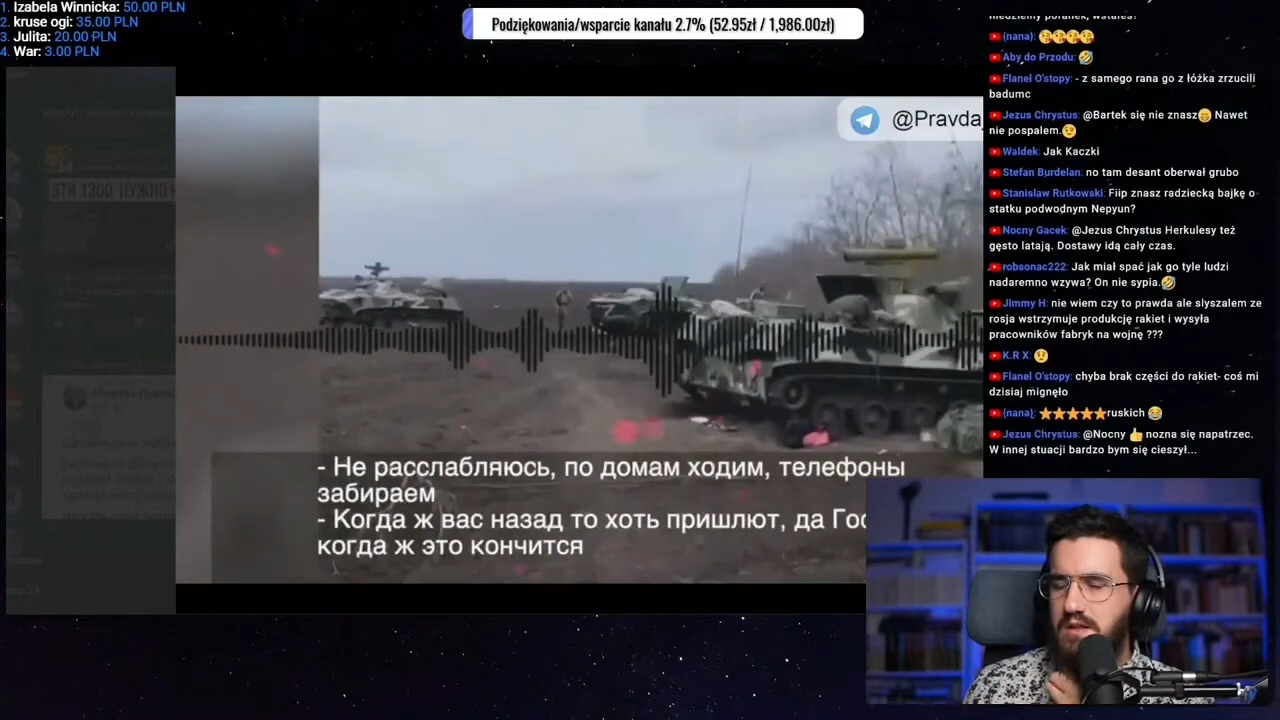 1. Izabela Winnicka: 50.00 PLN
2. kruse ogi: 35.00 PLN
3. Julita: 20.00 PLN
4. War: 3.00 PLN
Podziękowania/wsparcie kanału 2.7% (52.95zł / 1,986.00zł)
@Pravda
ЭТИ 1300 НУЖНО
- Не расслабляюсь, по домам ходим, телефоны
забираем
- Когда ж вас назад то хоть пришлют, да Гос
когда ж это кончится
niedzielny poranek, wstałeś?
{nana}: 😘😘😘😘
Aby do Przodu: 🤣
Flanel O'stopy: - z samego rana go z łóżka zrzucili
badumc
Jezus Chrystus: @Bartek się nie znasz😁 Nawet
nie pospalem.🤨
Waldek: Jak Kaczki
Stefan Burdelan: no tam desant oberwał grubo
Stanislaw Rutkowski: Fiip znasz radziecką bajkę o
statku podwodnym Nepyun?
Nocny Gacek: @Jezus Chrystus Herkulesy też
gęsto latają. Dostawy idą cały czas.
robsonac222: Jak miał spać jak go tyle ludzi
nadaremno wzywa? On nie sypia.🤣
Jimmy H: nie wiem czy to prawda ale slyszalem ze
rosja wstrzymuje produkcję rakiet i wysyła
pracowników fabryk na wojnę ???
K.R X: 😟
Flanel O'stopy: chyba brak części do rakiet- coś mi
dzisiaj mignęło
{nana}: ⭐⭐⭐⭐⭐ruskich 😂
Jezus Chrystus: @Nocny 👍nozna się napatrzec.
W innej stuacji bardzo bym się cieszył...